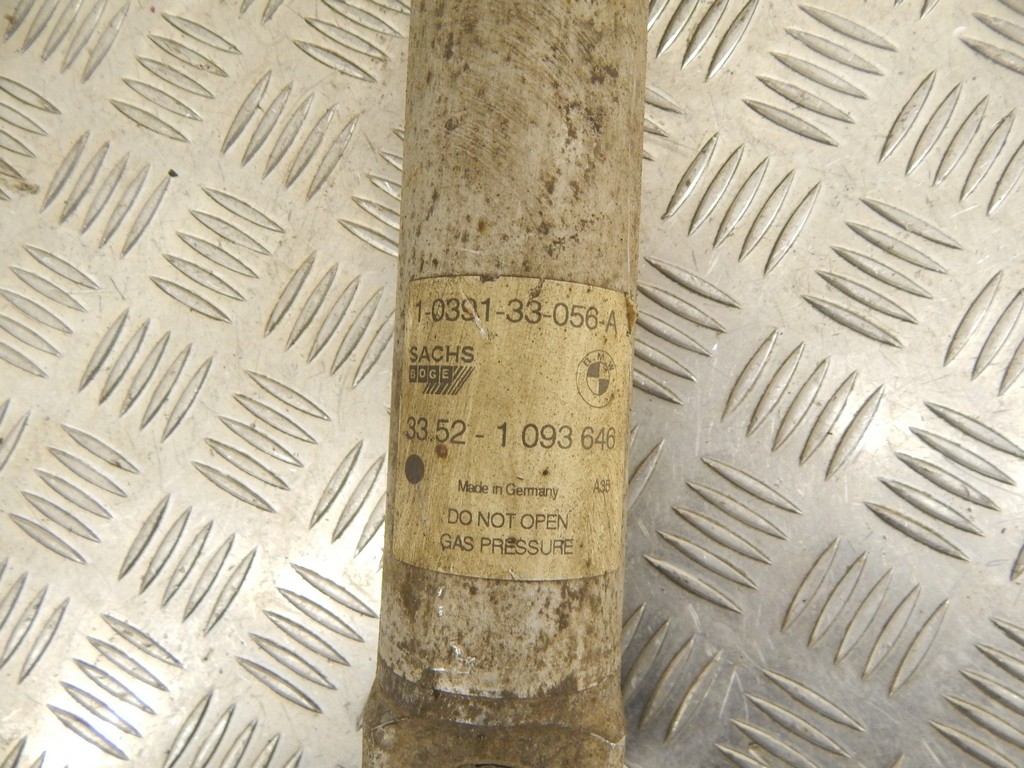 1-0391-33-056-A
SACHS
BOGE
BMW
33.52 - 1 093 646
Made in Germany A35
DO NOT OPEN
GAS PRESSURE